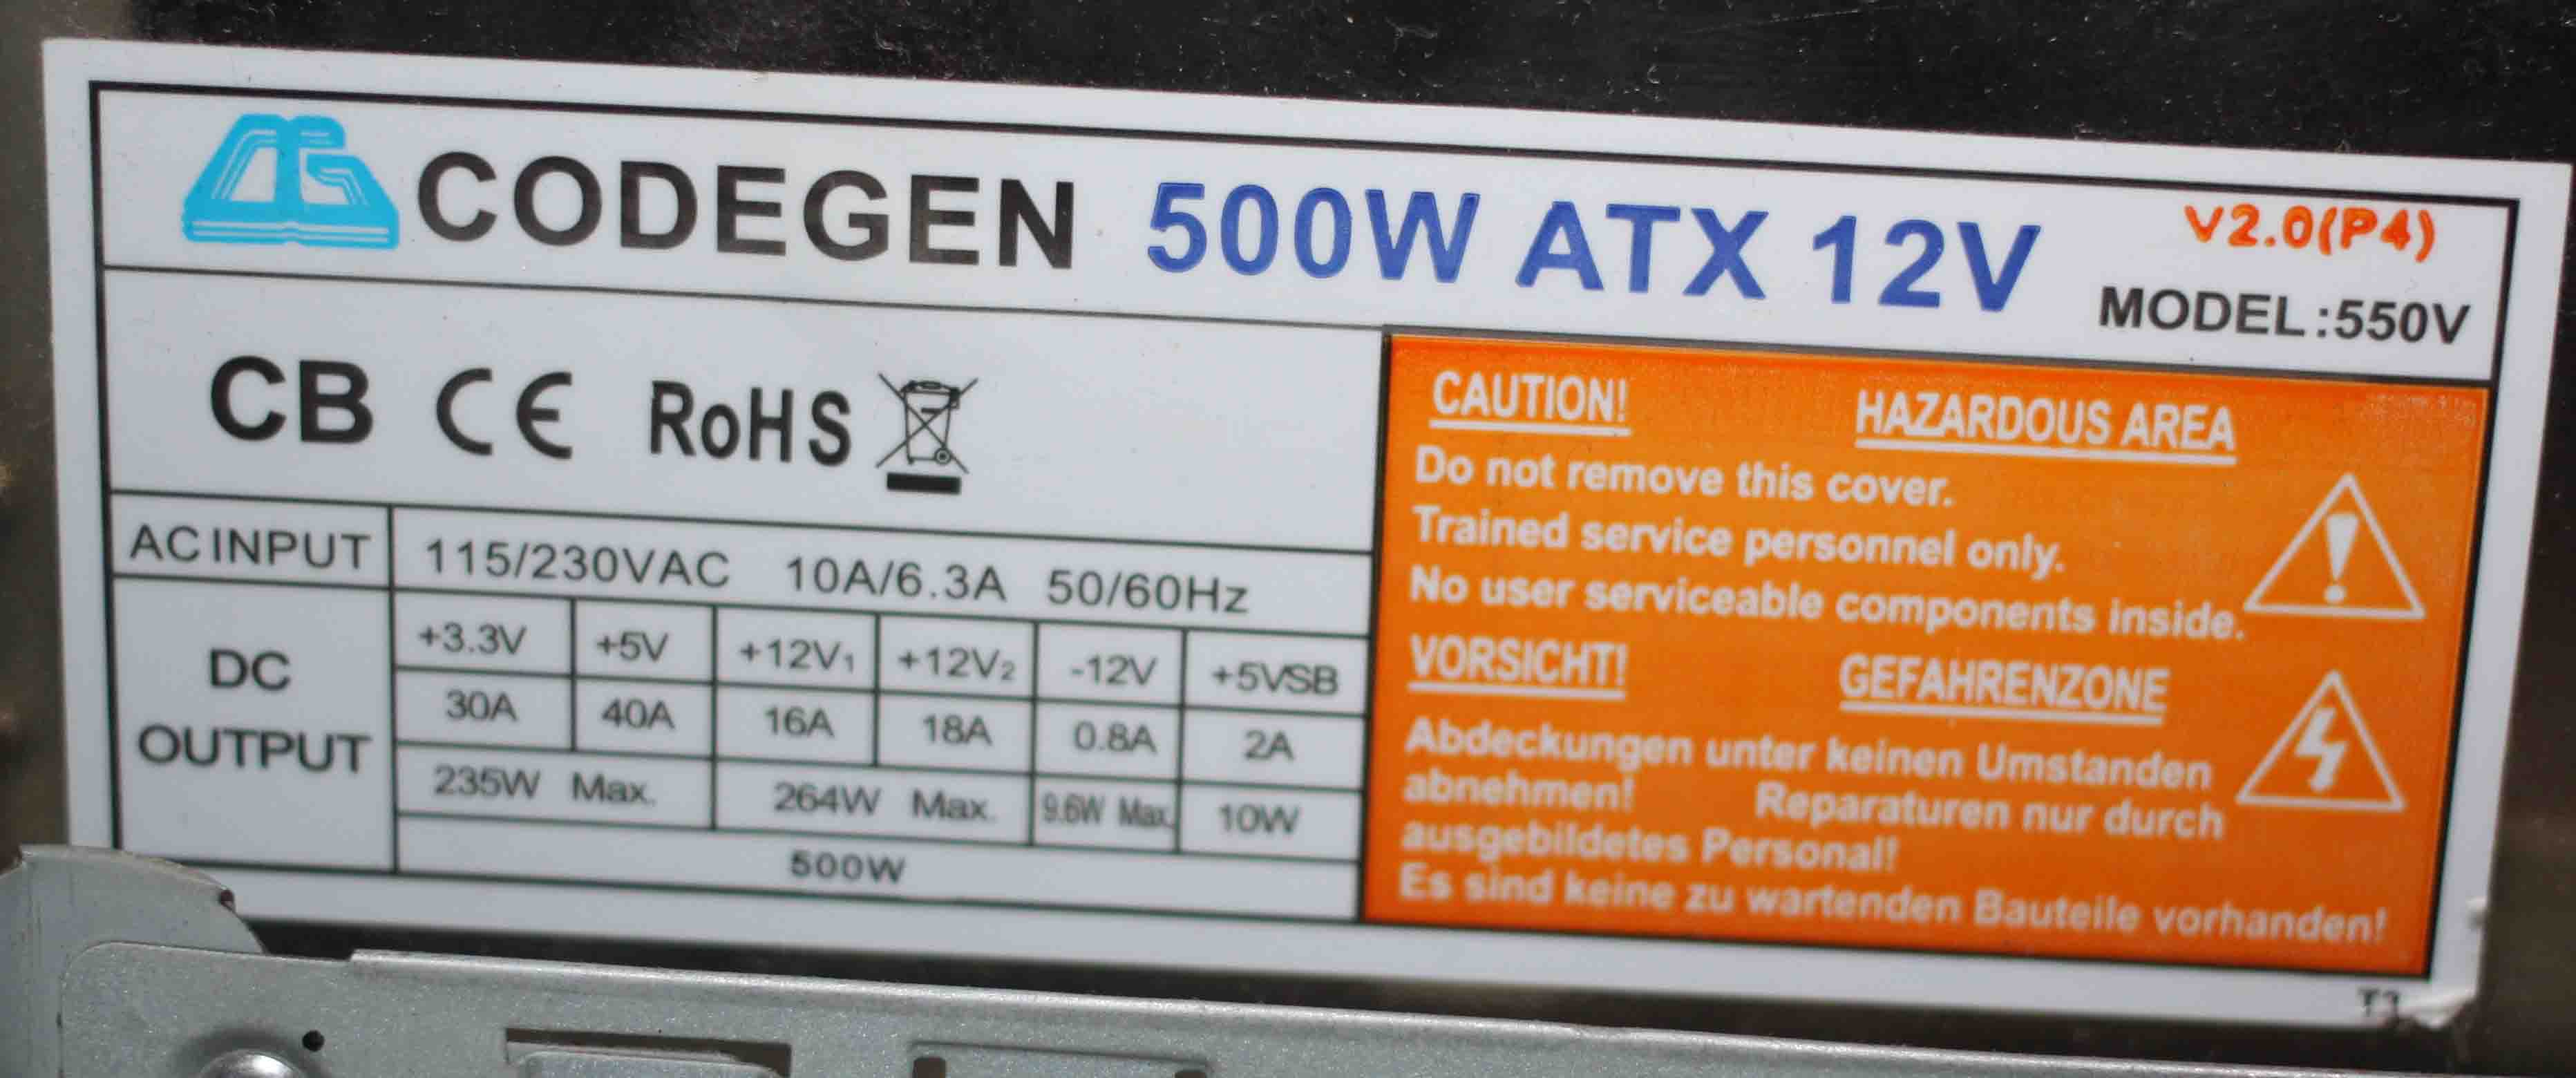 CODEGEN 500W ATX 12V V2.0(P4)
MODEL:550V
CB CE RoHS
AC INPUT 115/230VAC 10A/6.3A 50/60Hz
DC OUTPUT
+3.3V +5V +12V₁ +12V₂ -12V +5VSB
30A 40A 16A 18A 0.8A 2A
235W Max. 264W Max. 9.6W Max. 10W
500W
CAUTION! HAZARDOUS AREA
Do not remove this cover.
Trained service personnel only.
No user serviceable components inside.
VORSICHT! GEFAHRENZONE
Abdeckungen unter keinen Umstanden
abnehmen! Reparaturen nur durch
ausgebildetes Personal!
Es sind keine zu wartenden Bauteile vorhanden!